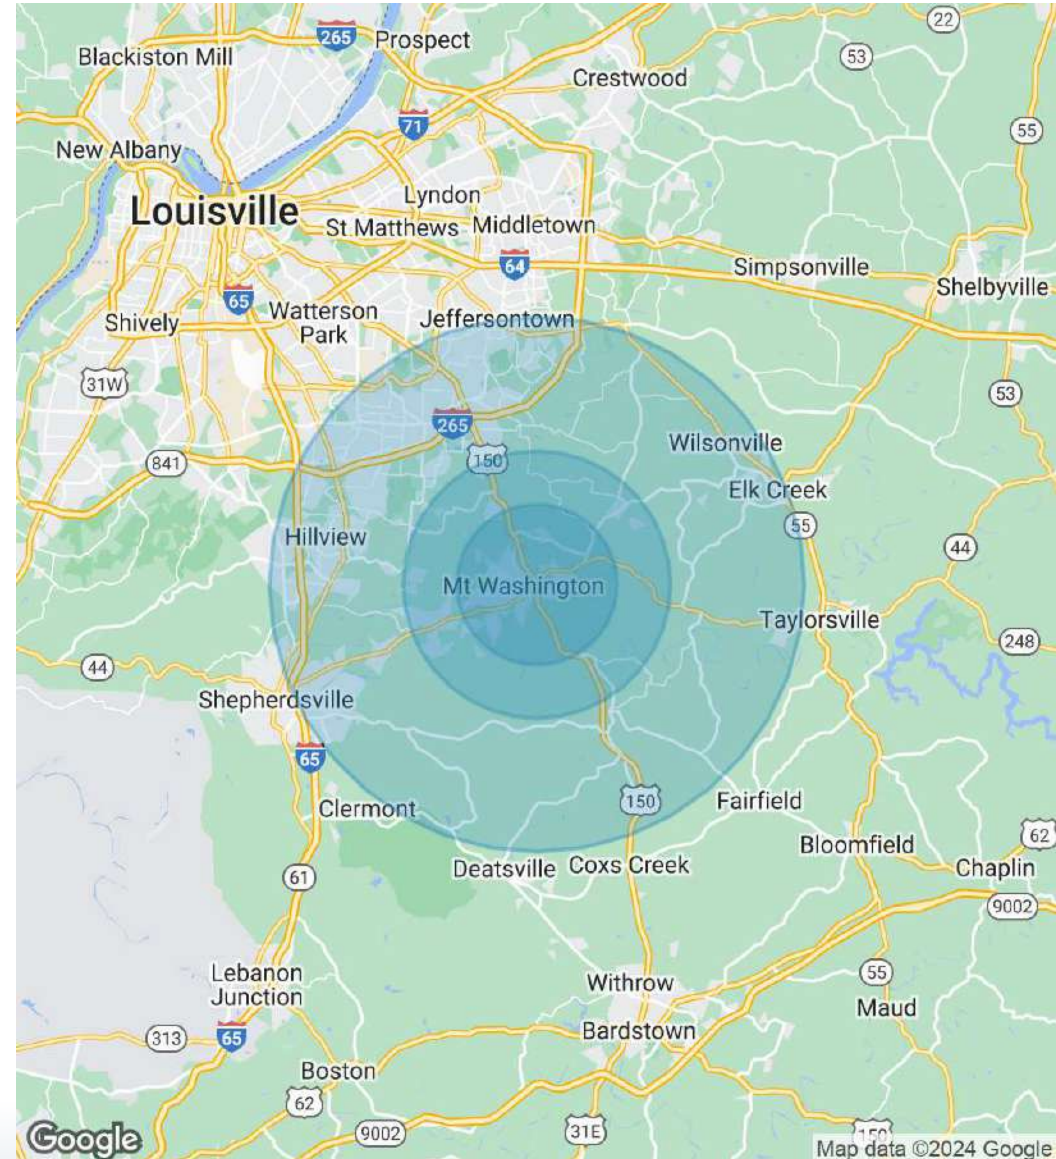 22
265
Prospect
Blackiston Mill
53
Crestwood
71
55
New Albany
Lyndon
Louisville
St Matthews
Middletown
64
Simpsonville
Shelbyville
65
Watterson
Park
Shively
Jeffersontown
31W
53
265
Wilsonville
841
150
Elk Creek
55
Hillview
44
Mt Washington
Taylorsville
248
44
Shepherdsville
65
150
Fairfield
Clermont
62
Bloomfield
Deatsville
Coxs Creek
Chaplin
61
9002
Lebanon
Junction
55
Withrow
Maud
Bardstown
313
65
Boston
62
9002
31E
150
Google
Map data ©2024 Google